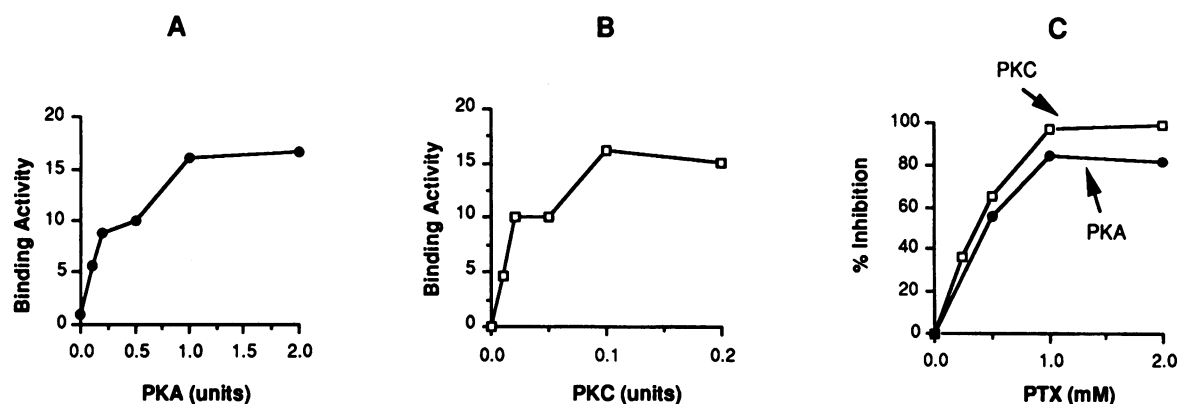 A
Binding Activity
20
15
10
5
0
0.0 0.5 1.0 1.5 2.0
PKA (units)
B
Binding Activity
20
15
10
5
0
0.0 0.1 0.2
PKC (units)
C
PKC
% Inhibition
100
80
60
40
20
0
PKA
0.0 1.0 2.0
PTX (mM)